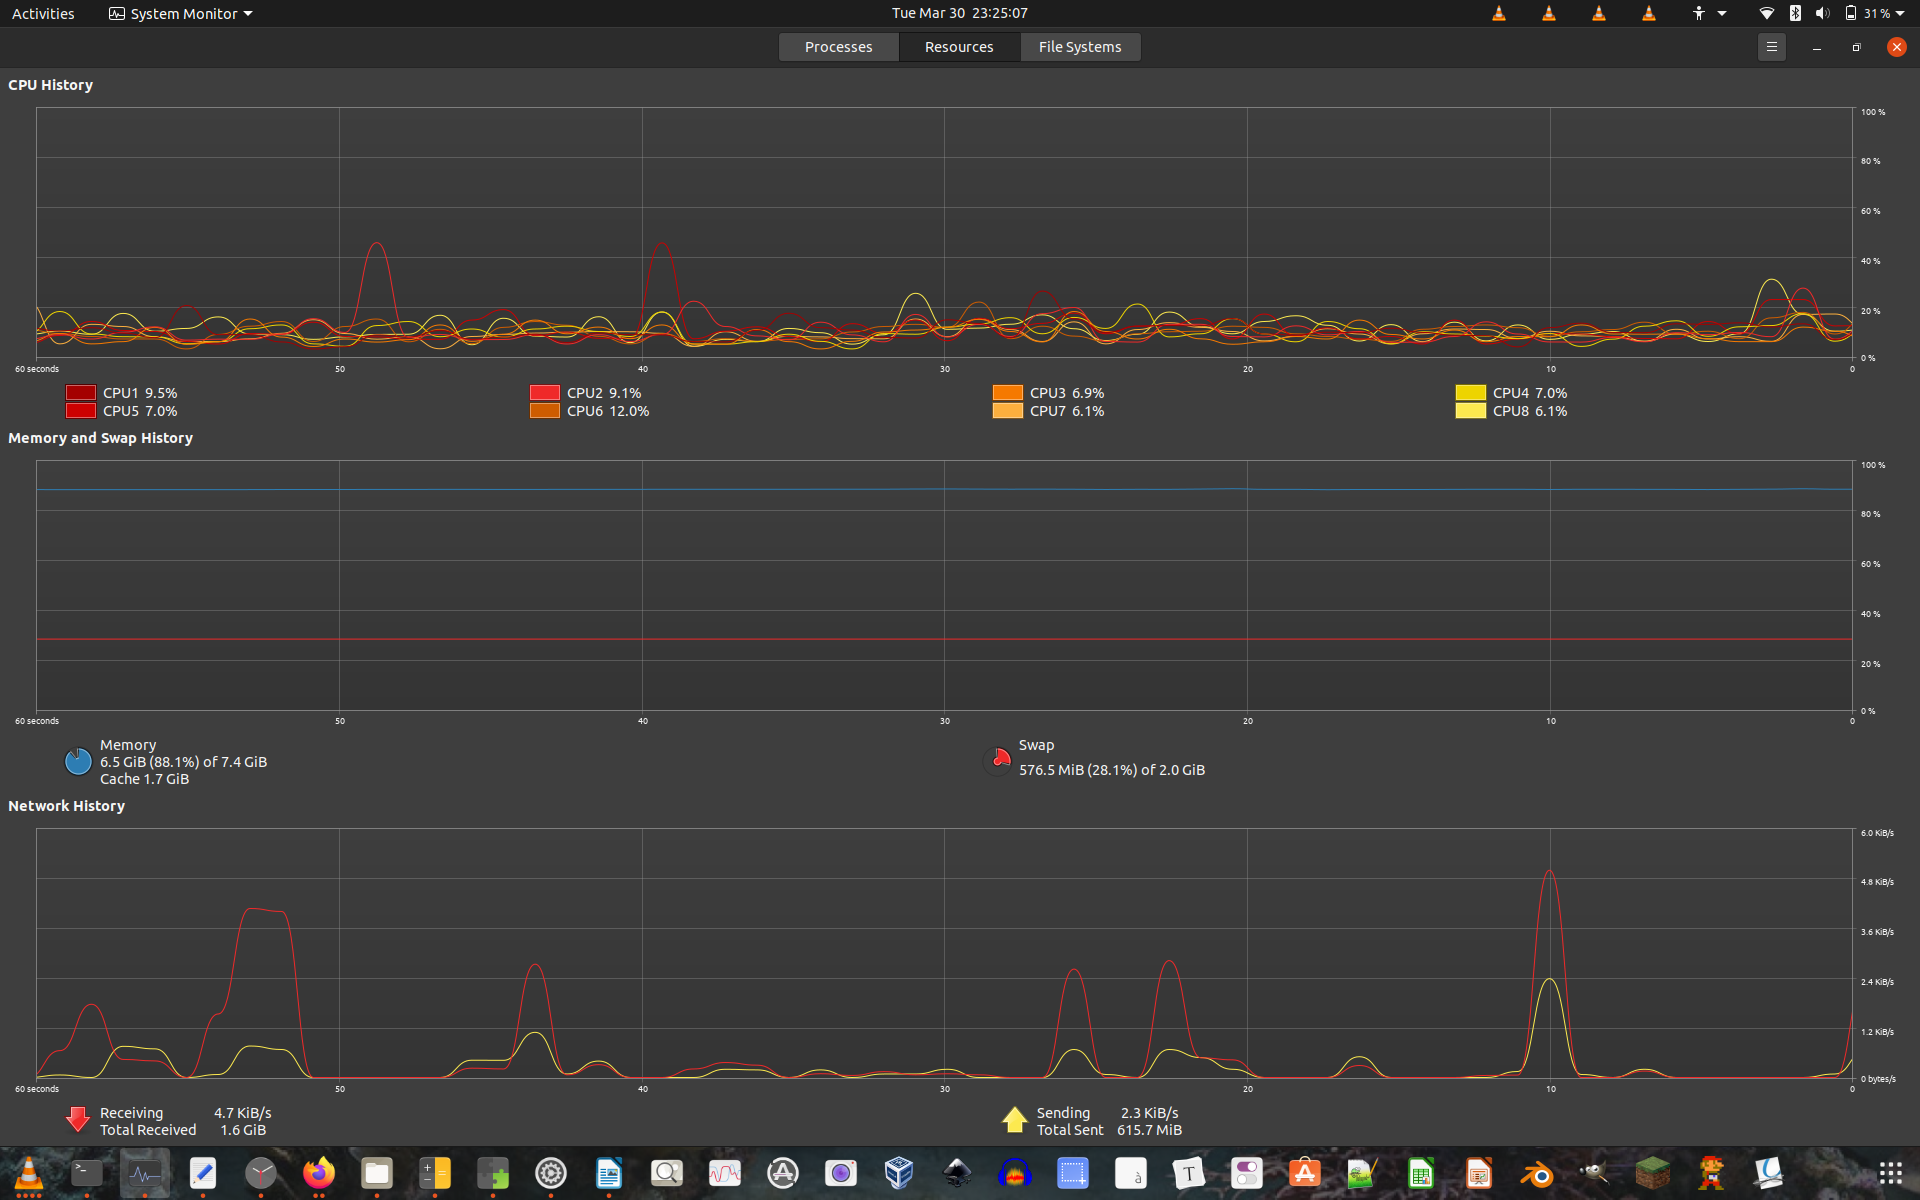 Activities System Monitor Tue Mar 30 23:25:07 31 %
Processes Resources File Systems
CPU History
100 %
80 %
60 %
40 %
20 %
0 %
60 seconds 50 40 30 20 10 0
CPU1 9.5% CPU2 9.1% CPU3 6.9% CPU4 7.0%
CPU5 7.0% CPU6 12.0% CPU7 6.1% CPU8 6.1%
Memory and Swap History
100 %
80 %
60 %
40 %
20 %
0 %
60 seconds 50 40 30 20 10 0
Memory
6.5 GiB (88.1%) of 7.4 GiB
Cache 1.7 GiB
Swap
576.5 MiB (28.1%) of 2.0 GiB
Network History
6.0 KiB/s
4.8 KiB/s
3.6 KiB/s
2.4 KiB/s
1.2 KiB/s
0 bytes/s
60 seconds 50 40 30 20 10 0
Receiving 4.7 KiB/s
Total Received 1.6 GiB
Sending 2.3 KiB/s
Total Sent 615.7 MiB